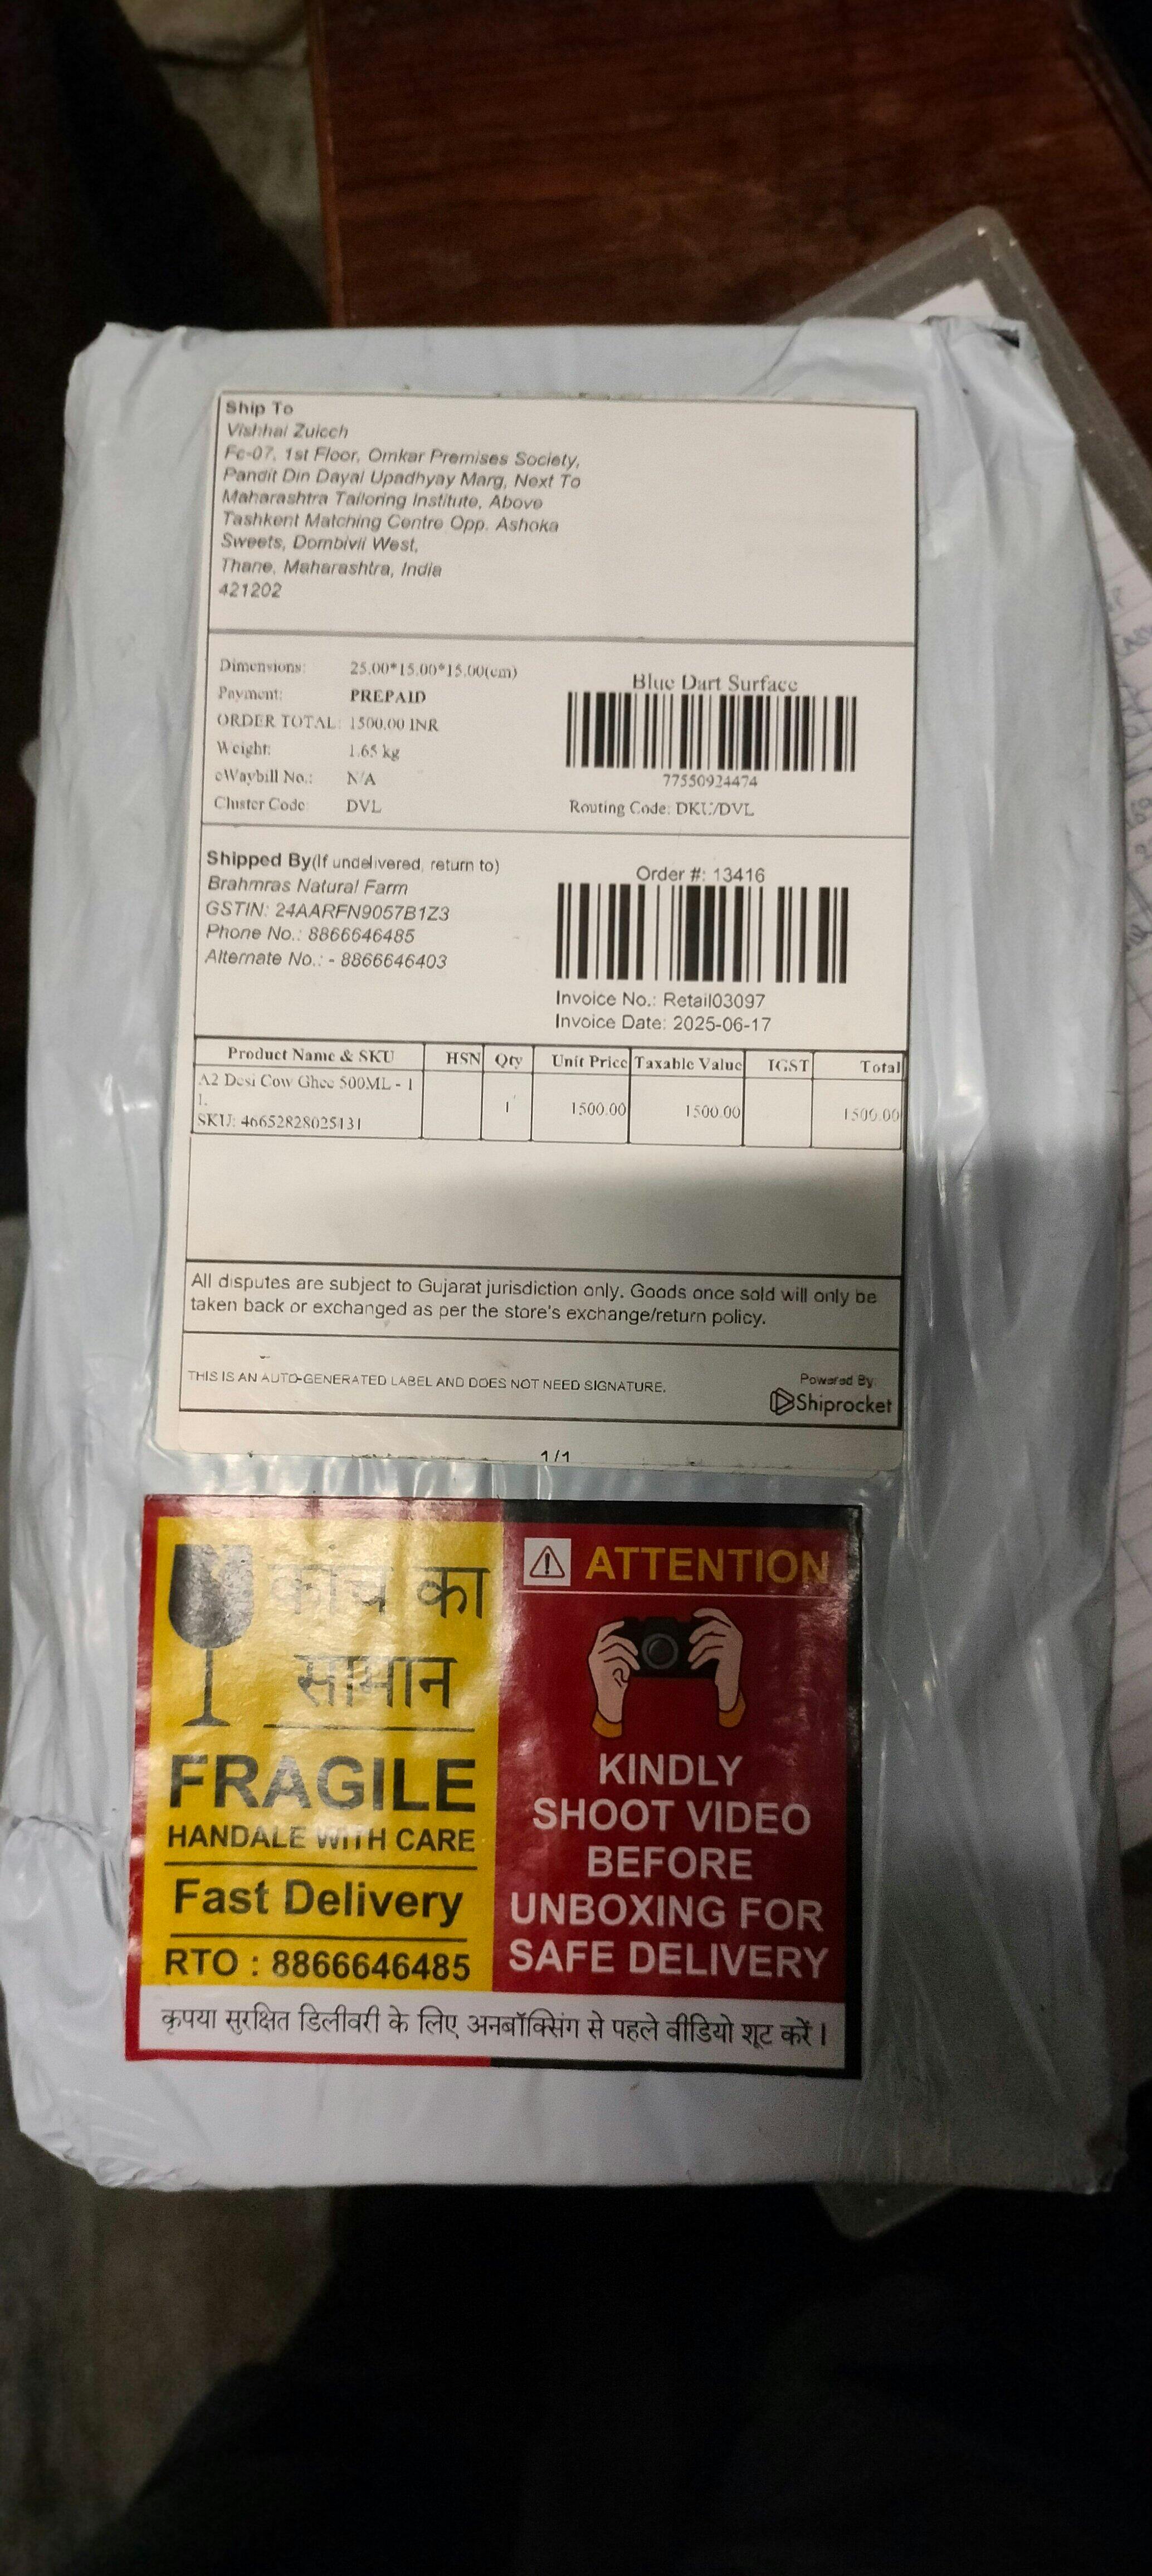 Ship To
Vishhal Zuicch
Fc-07, 1st Floor, Omkar Premises Society,
Pandit Din Dayal Upadhyay Marg, Next To
Maharashtra Tailoring Institute, Above
Tashkent Matching Centre Opp. Ashoka
Sweets, Dombivli West,
Thane, Maharashtra, India
421202
Dimensions: 25.00*15.00*15.00(cm)
Payment: PREPAID
ORDER TOTAL: 1500.00 INR
Weight: 1.65 kg
eWaybill No.: N/A
Cluster Code DVL
Blue Dart Surface
77550924474
Routing Code: DKU/DVL
Shipped By(If undelivered, return to)
Brahmras Natural Farm
GSTIN: 24AARFN9057B1Z3
Phone No.: 8866646485
Alternate No.: - 8866646403
Order #: 13416
Invoice No.: Retail03097
Invoice Date: 2025-06-17
Product Name & SKU HSN Qty Unit Price Taxable Value IGST Total
A2 Desi Cow Ghee 500ML - 1 1 1500.00 1500.00 1500.00
L
SKU: 46652828025131
All disputes are subject to Gujarat jurisdiction only. Goods once sold will only be
taken back or exchanged as per the store's exchange/return policy.
THIS IS AN AUTO-GENERATED LABEL AND DOES NOT NEED SIGNATURE.
Powered By:
Shiprocket
1/1
कांच का
सामान
FRAGILE
HANDALE WITH CARE
Fast Delivery
RTO : 8866646485
ATTENTION
KINDLY
SHOOT VIDEO
BEFORE
UNBOXING FOR
SAFE DELIVERY
कृपया सुरक्षित डिलीवरी के लिए अनबॉक्सिंग से पहले वीडियो शूट करें ।